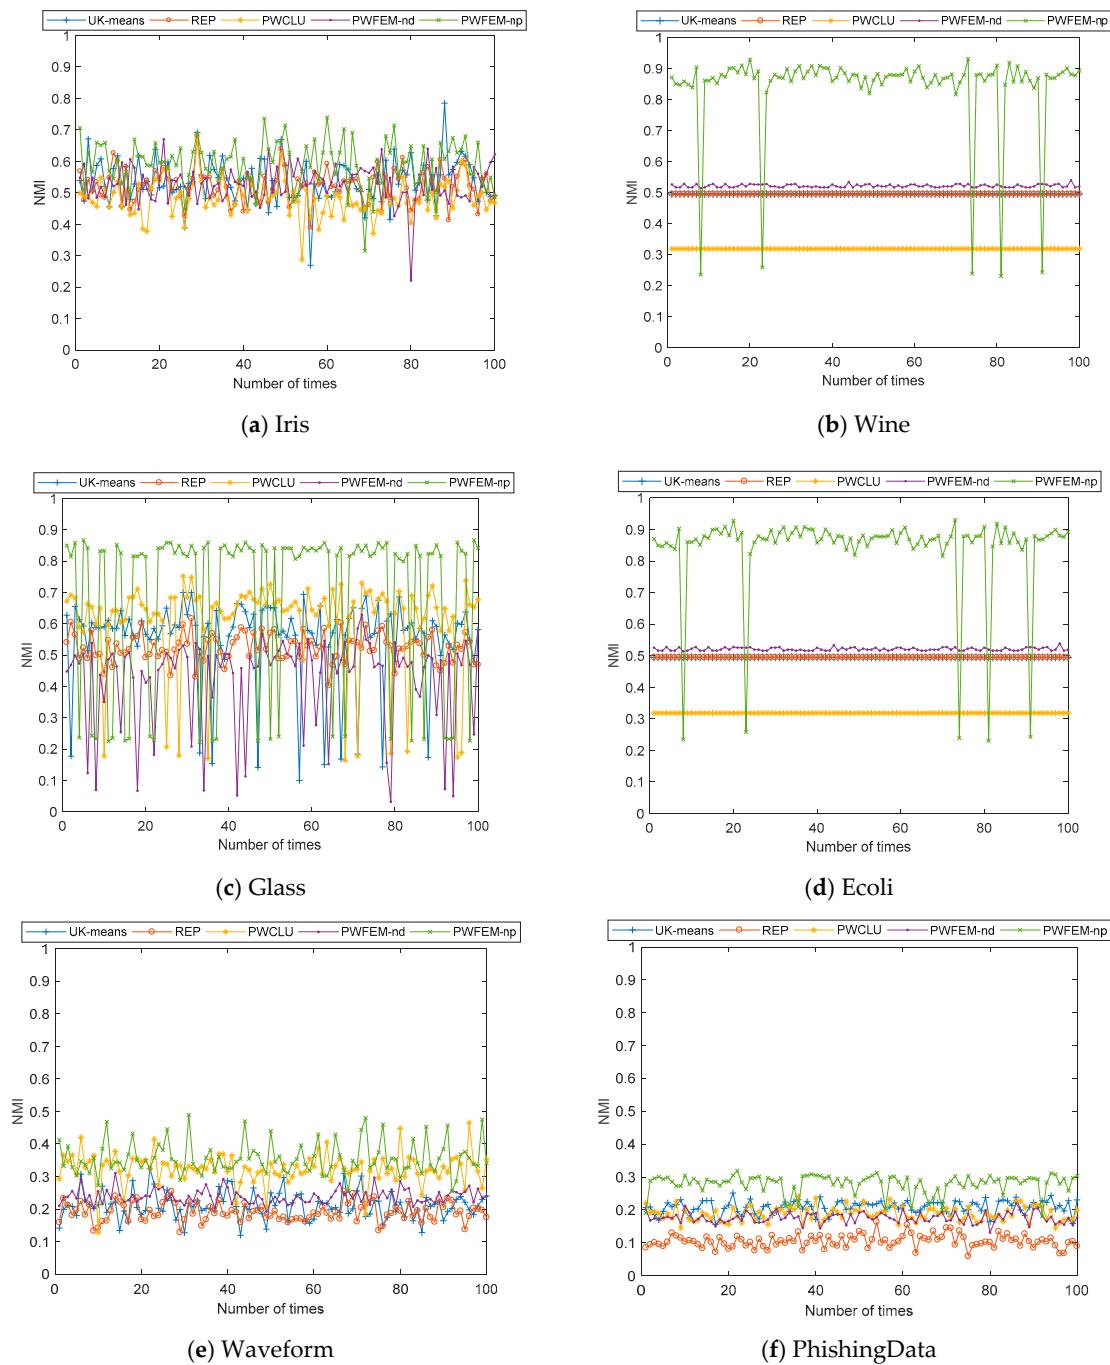 UK-means REP PWCLU PWFEM-nd PWFEM-np
1
0.9
0.8
0.7
0.6
0.5
0.4
0.3
0.2
0.1
0
NMI
0 20 40 60 80 100
Number of times
(a) Iris
UK-means REP PWCLU PWFEM-nd PWFEM-np
1
0.9
0.8
0.7
0.6
0.5
0.4
0.3
0.2
0.1
0
NMI
0 20 40 60 80 100
Number of times
(b) Wine
UK-means REP PWCLU PWFEM-nd PWFEM-np
1
0.9
0.8
0.7
0.6
0.5
0.4
0.3
0.2
0.1
0
NMI
0 20 40 60 80 100
Number of times
(c) Glass
UK-means REP PWCLU PWFEM-nd PWFEM-np
1
0.9
0.8
0.7
0.6
0.5
0.4
0.3
0.2
0.1
0
NMI
0 20 40 60 80 100
Number of times
(d) Ecoli
UK-means REP PWCLU PWFEM-nd PWFEM-np
1
0.9
0.8
0.7
0.6
0.5
0.4
0.3
0.2
0.1
0
NMI
0 20 40 60 80 100
Number of times
(e) Waveform
UK-means REP PWCLU PWFEM-nd PWFEM-np
1
0.9
0.8
0.7
0.6
0.5
0.4
0.3
0.2
0.1
0
NMI
0 20 40 60 80 100
Number of times
(f) PhishingData